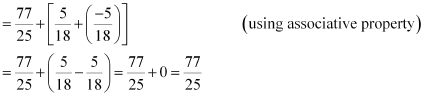 = 77/25 + [5/18 + (-5/18)] (using associative property)
= 77/25 + (5/18 - 5/18) = 77/25 + 0 = 77/25